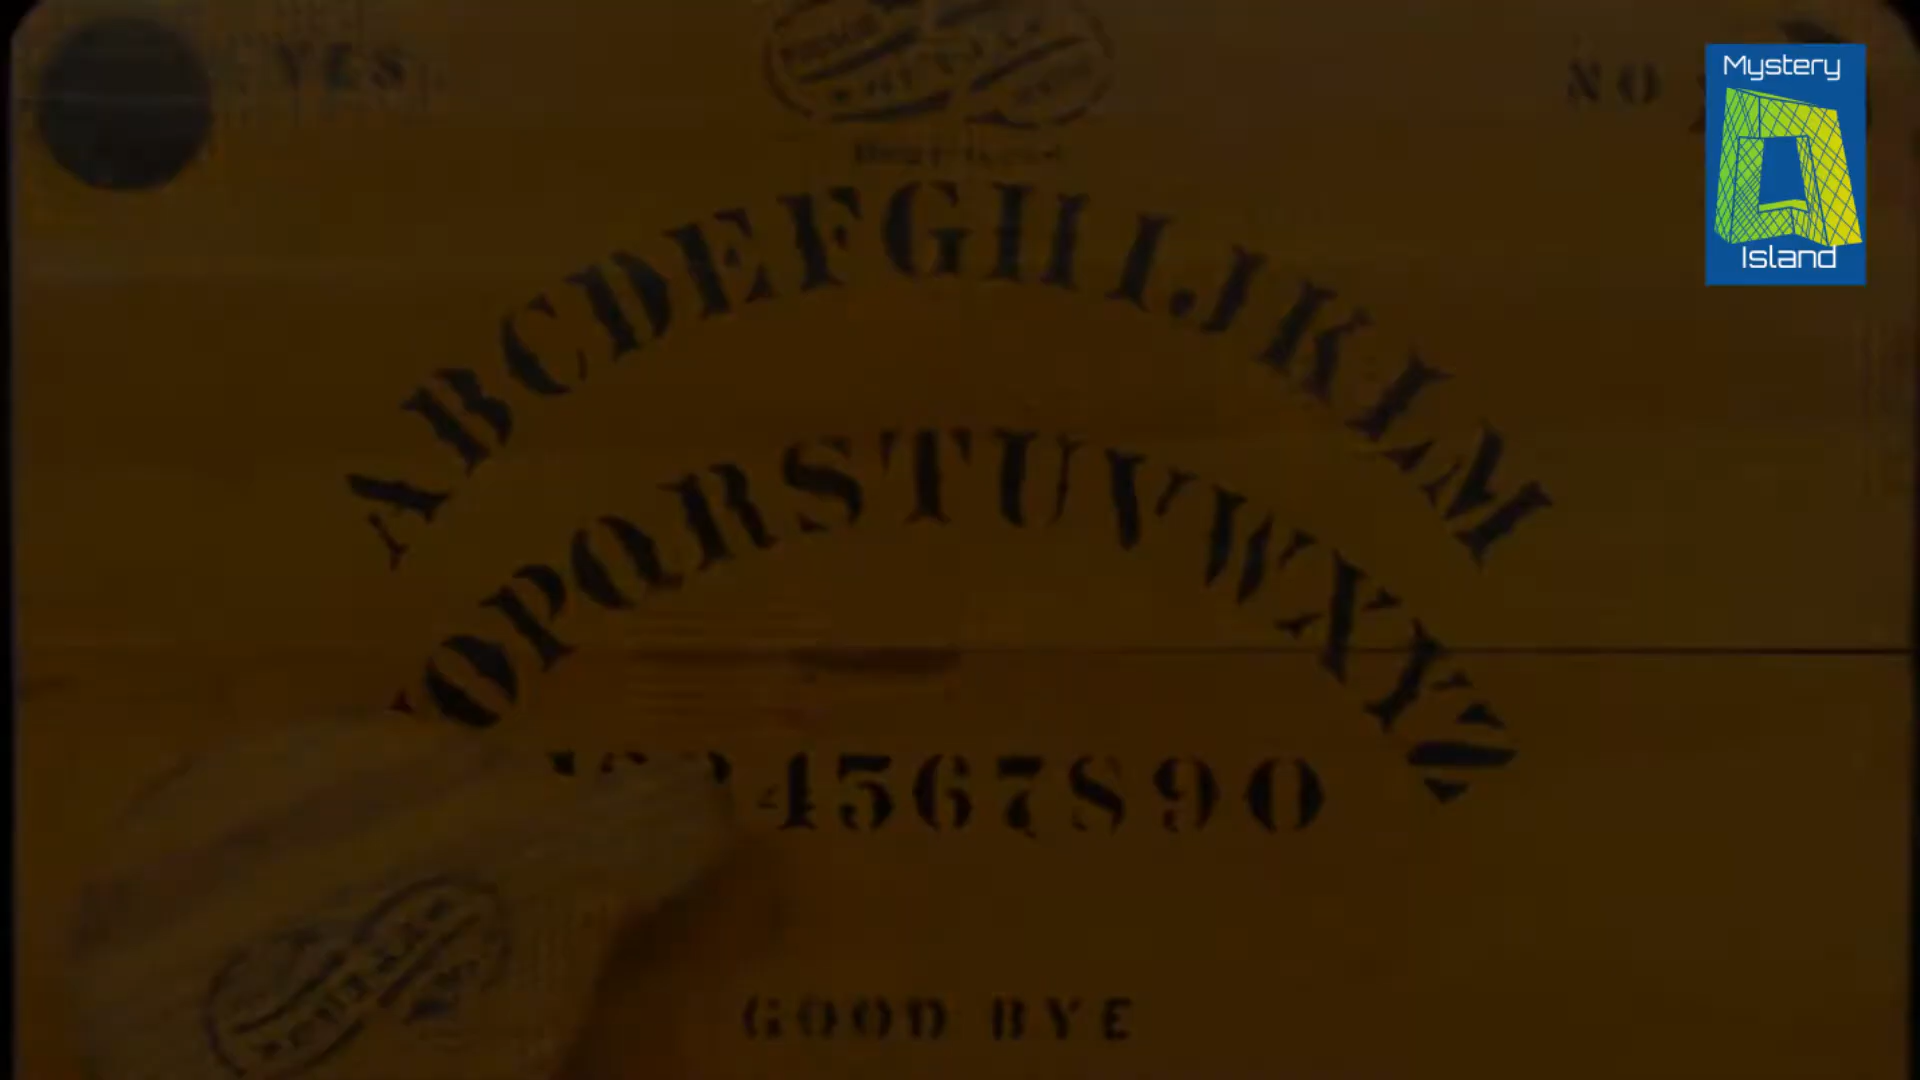 YES
NO
Mystery
Island
ABCDEFGHIJKLM
OPQRSTUVWXYZ
4567890
GOOD BYE